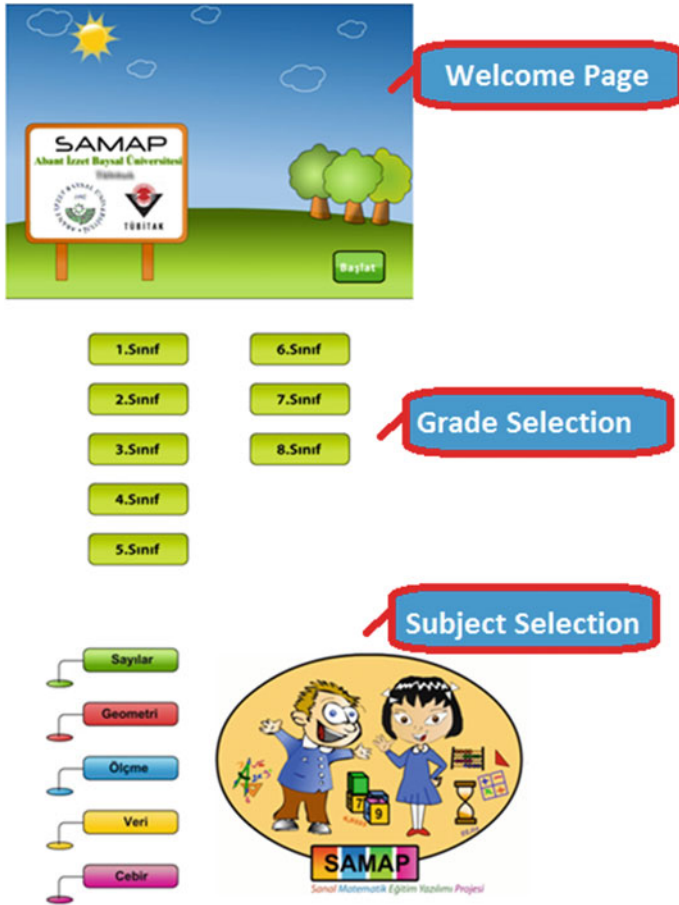 Welcome Page
SAMAP
Abant İzzet Baysal Üniversitesi
TÜBİTAK
Başlat
1.Sınıf
6.Sınıf
2.Sınıf
7.Sınıf
Grade Selection
3.Sınıf
8.Sınıf
4.Sınıf
5.Sınıf
Subject Selection
Sayılar
Geometri
Ölçme
Veri
Cebir
7
9
SAMAP
Sanal Matematik Eğitim Yazılımı Projesi